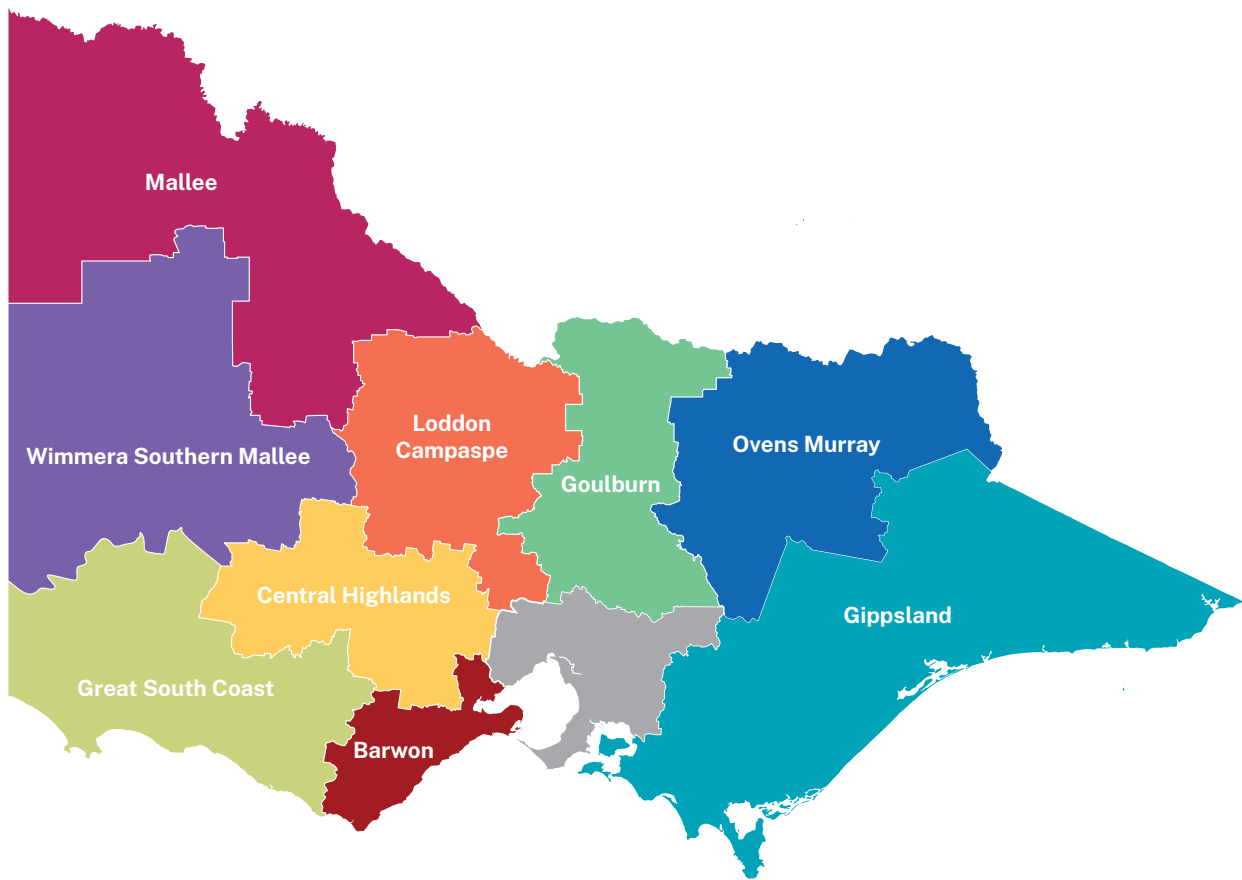 Mallee
Loddon
Campaspe
Ovens Murray
Wimmera Southern Mallee
Goulburn
Central Highlands
Gippsland
Great South Coast
Barwon